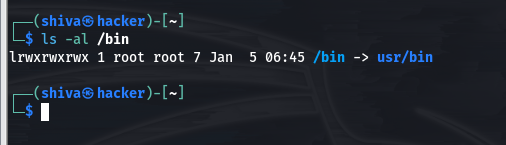 ┌──(shiva㉿hacker)-[~]
└─$ ls -al /bin
lrwxrwxrwx 1 root root 7 Jan  5 06:45 /bin -> usr/bin
┌──(shiva㉿hacker)-[~]
└─$